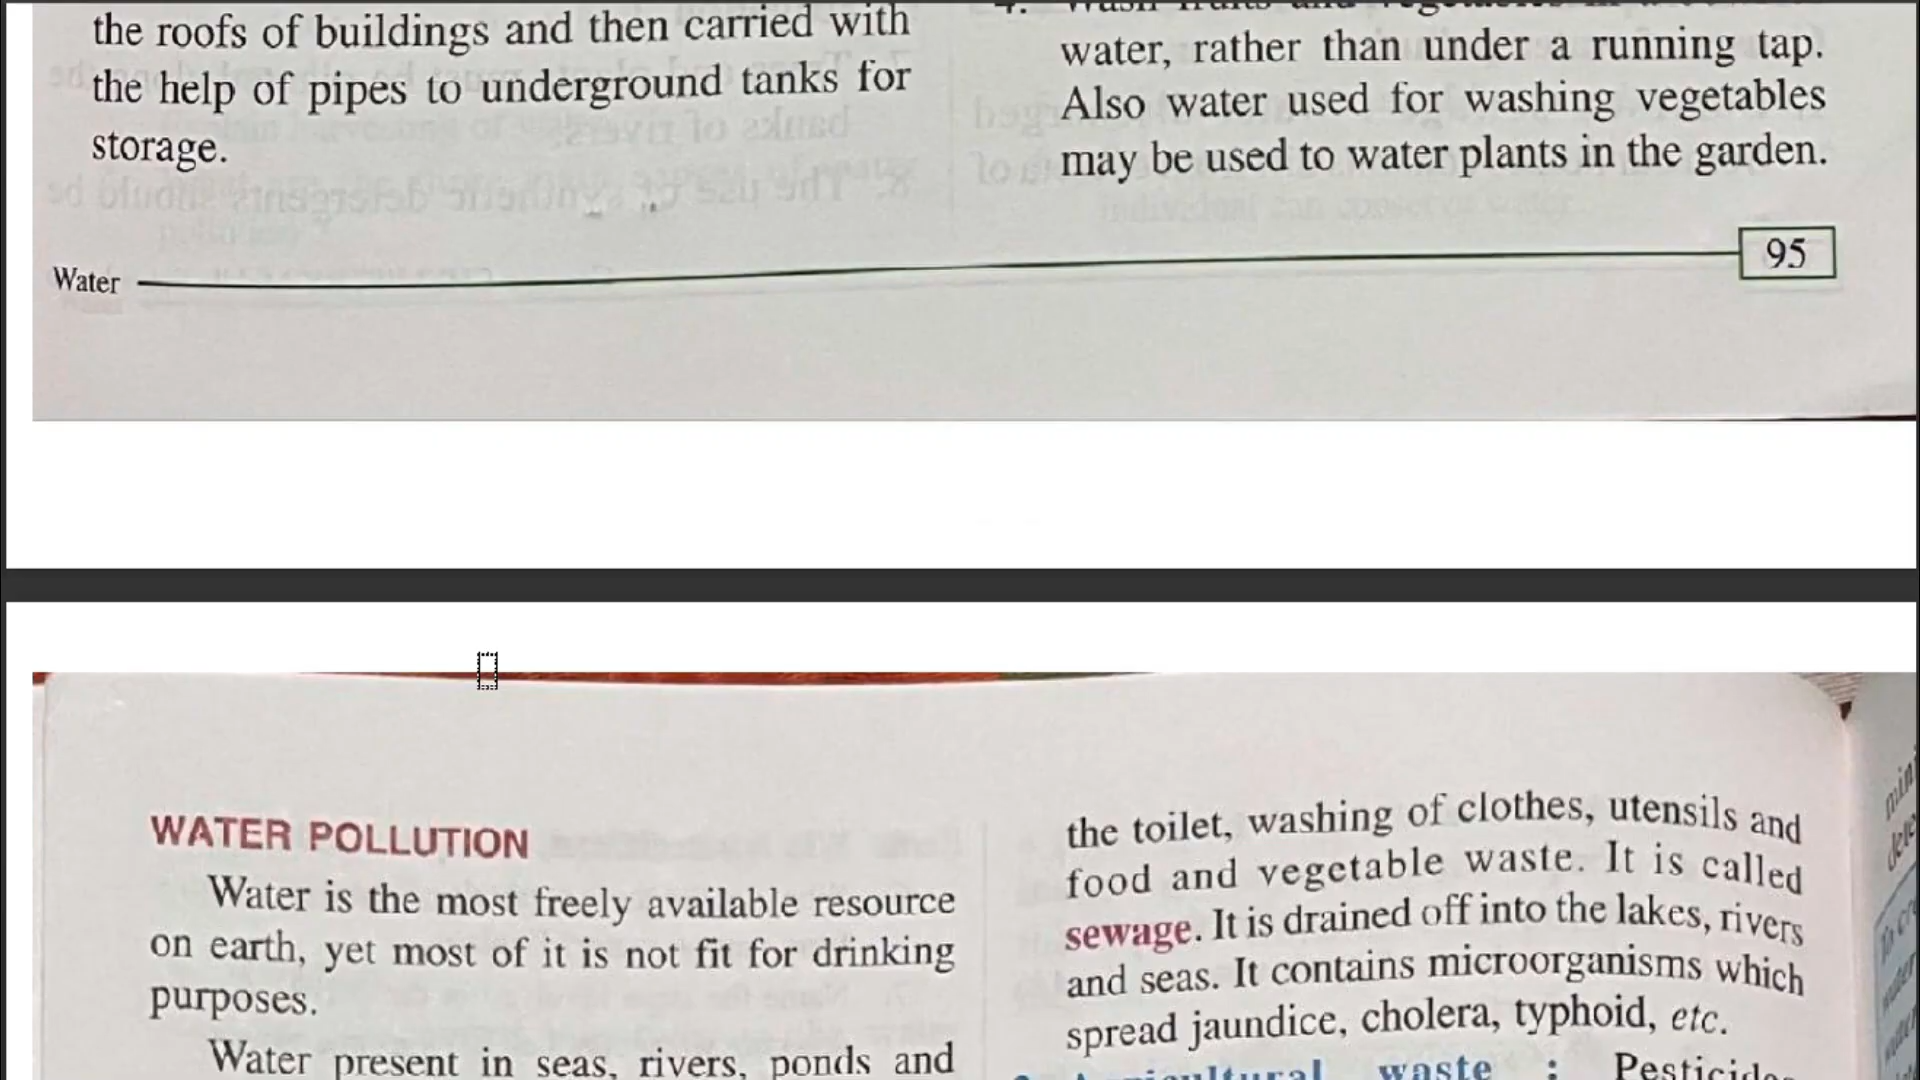 the roofs of buildings and then carried with
the help of pipes to underground tanks for
storage.
water, rather than under a running tap.
Also water used for washing vegetables
may be used to water plants in the garden.
Water
95
WATER POLLUTION
Water is the most freely available resource
on earth, yet most of it is not fit for drinking
purposes.
Water present in seas, rivers, ponds and
the toilet, washing of clothes, utensils and
food and vegetable waste. It is called
sewage. It is drained off into the lakes, rivers
and seas. It contains microorganisms which
spread jaundice, cholera, typhoid, etc.
Agricultural waste : Pesticides